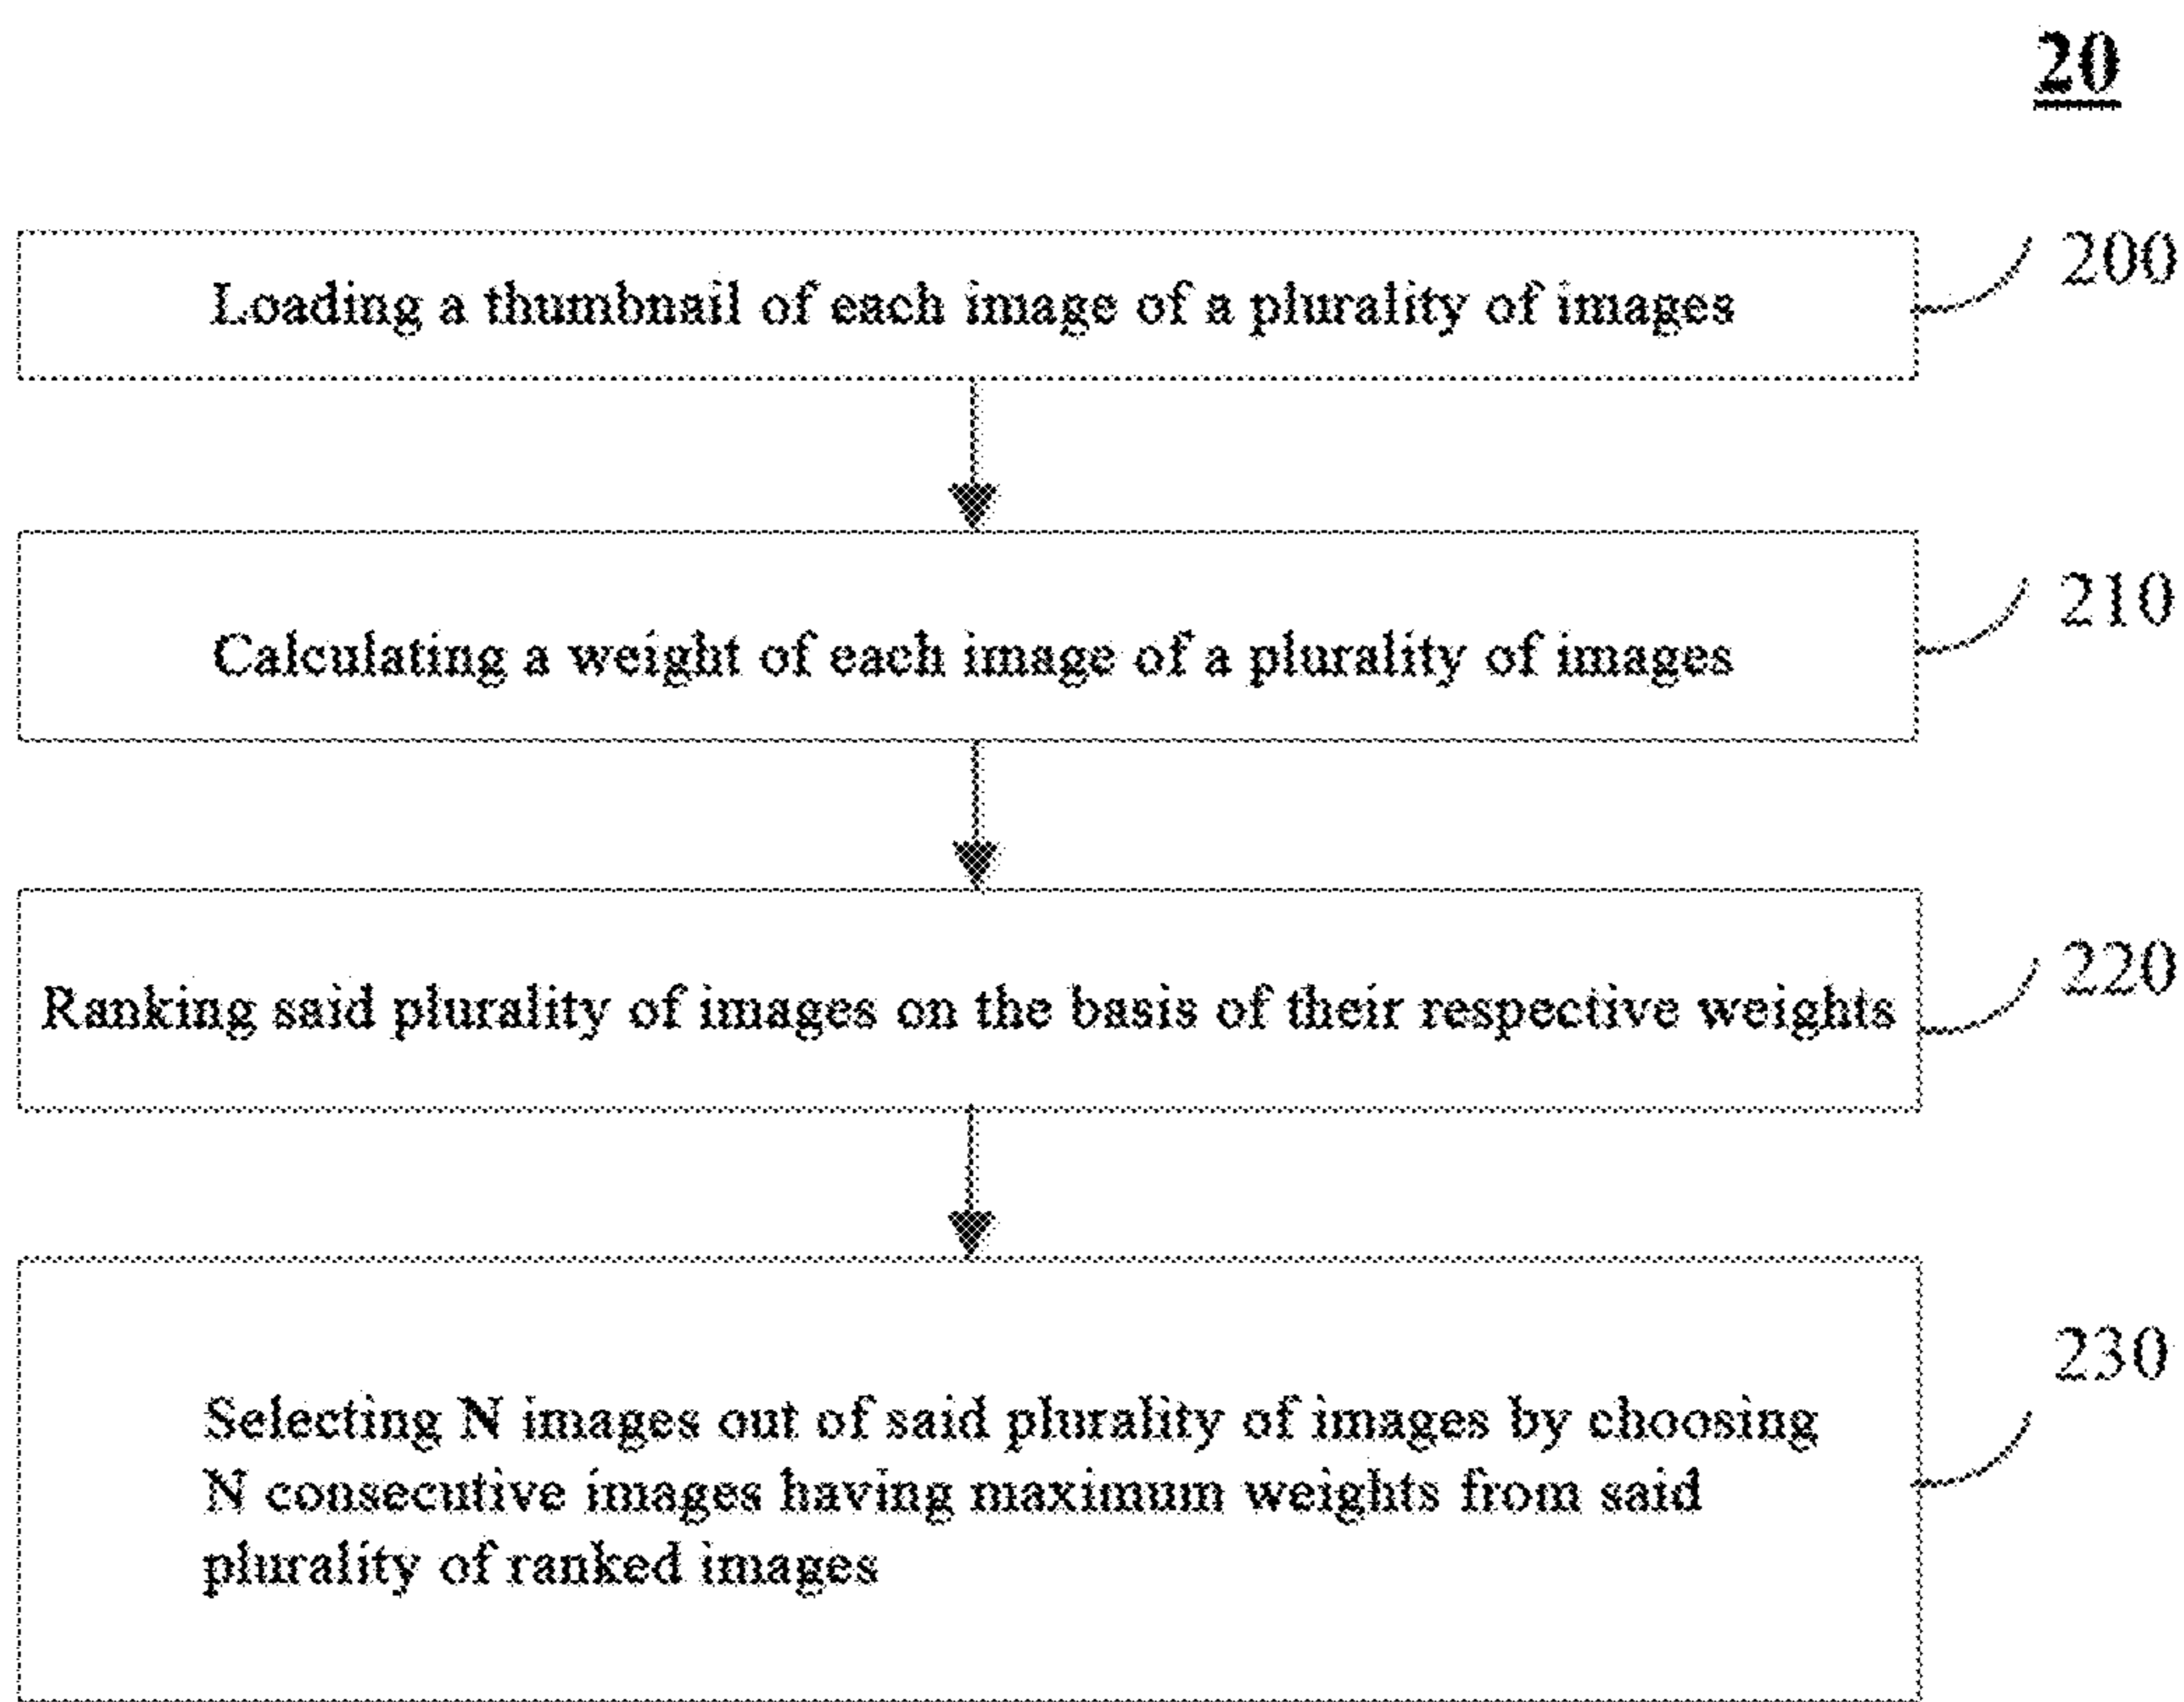 20
Loading a thumbnail of each image of a plurality of images
200
Calculating a weight of each image of a plurality of images
210
Ranking said plurality of images on the basis of their respective weights
220
230
Selecting N images out of said plurality of images by choosing
N consecutive images having maximum weights from said
plurality of ranked images